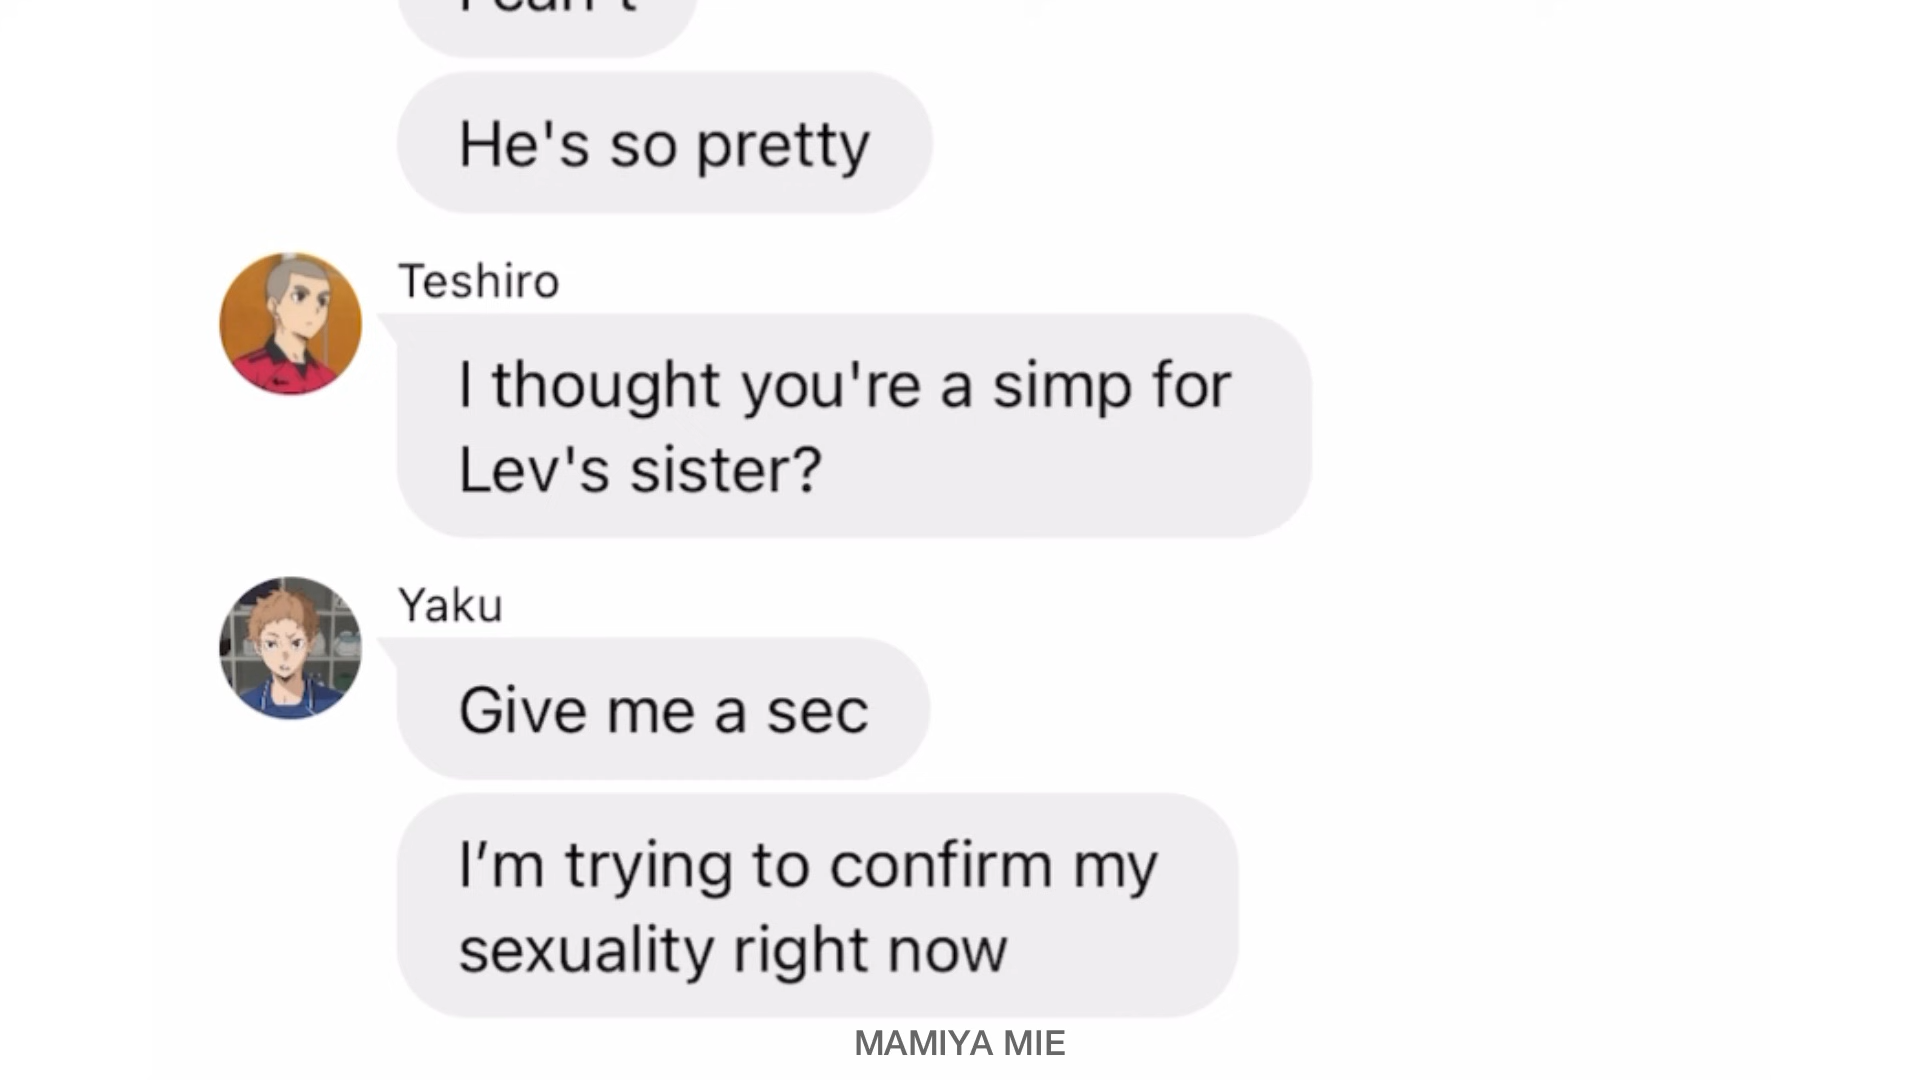 I can't
He's so pretty
Teshiro
I thought you're a simp for
Lev's sister?
Yaku
Give me a sec
I’m trying to confirm my
sexuality right now
MAMIYA MIE